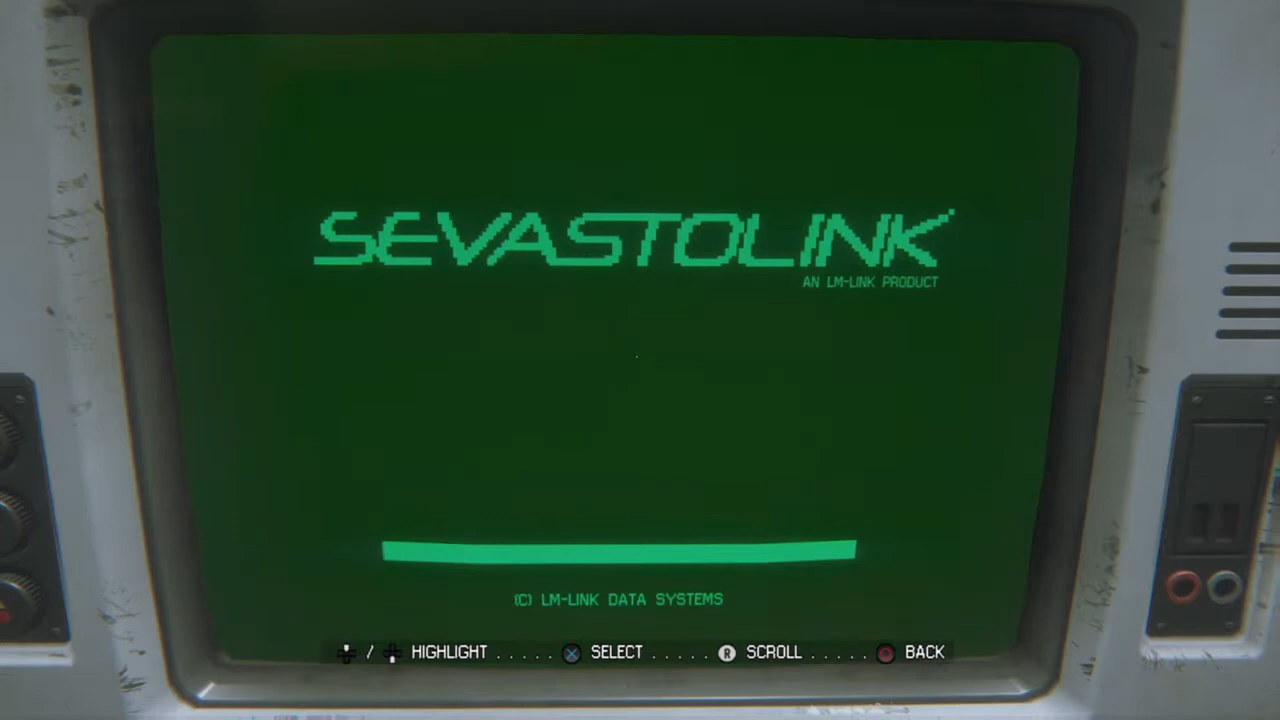 SEVASTOLINK
AN LM-LINK PRODUCT
(C) LM-LINK DATA SYSTEMS
/ HIGHLIGHT ..... SELECT ..... R SCROLL ..... BACK